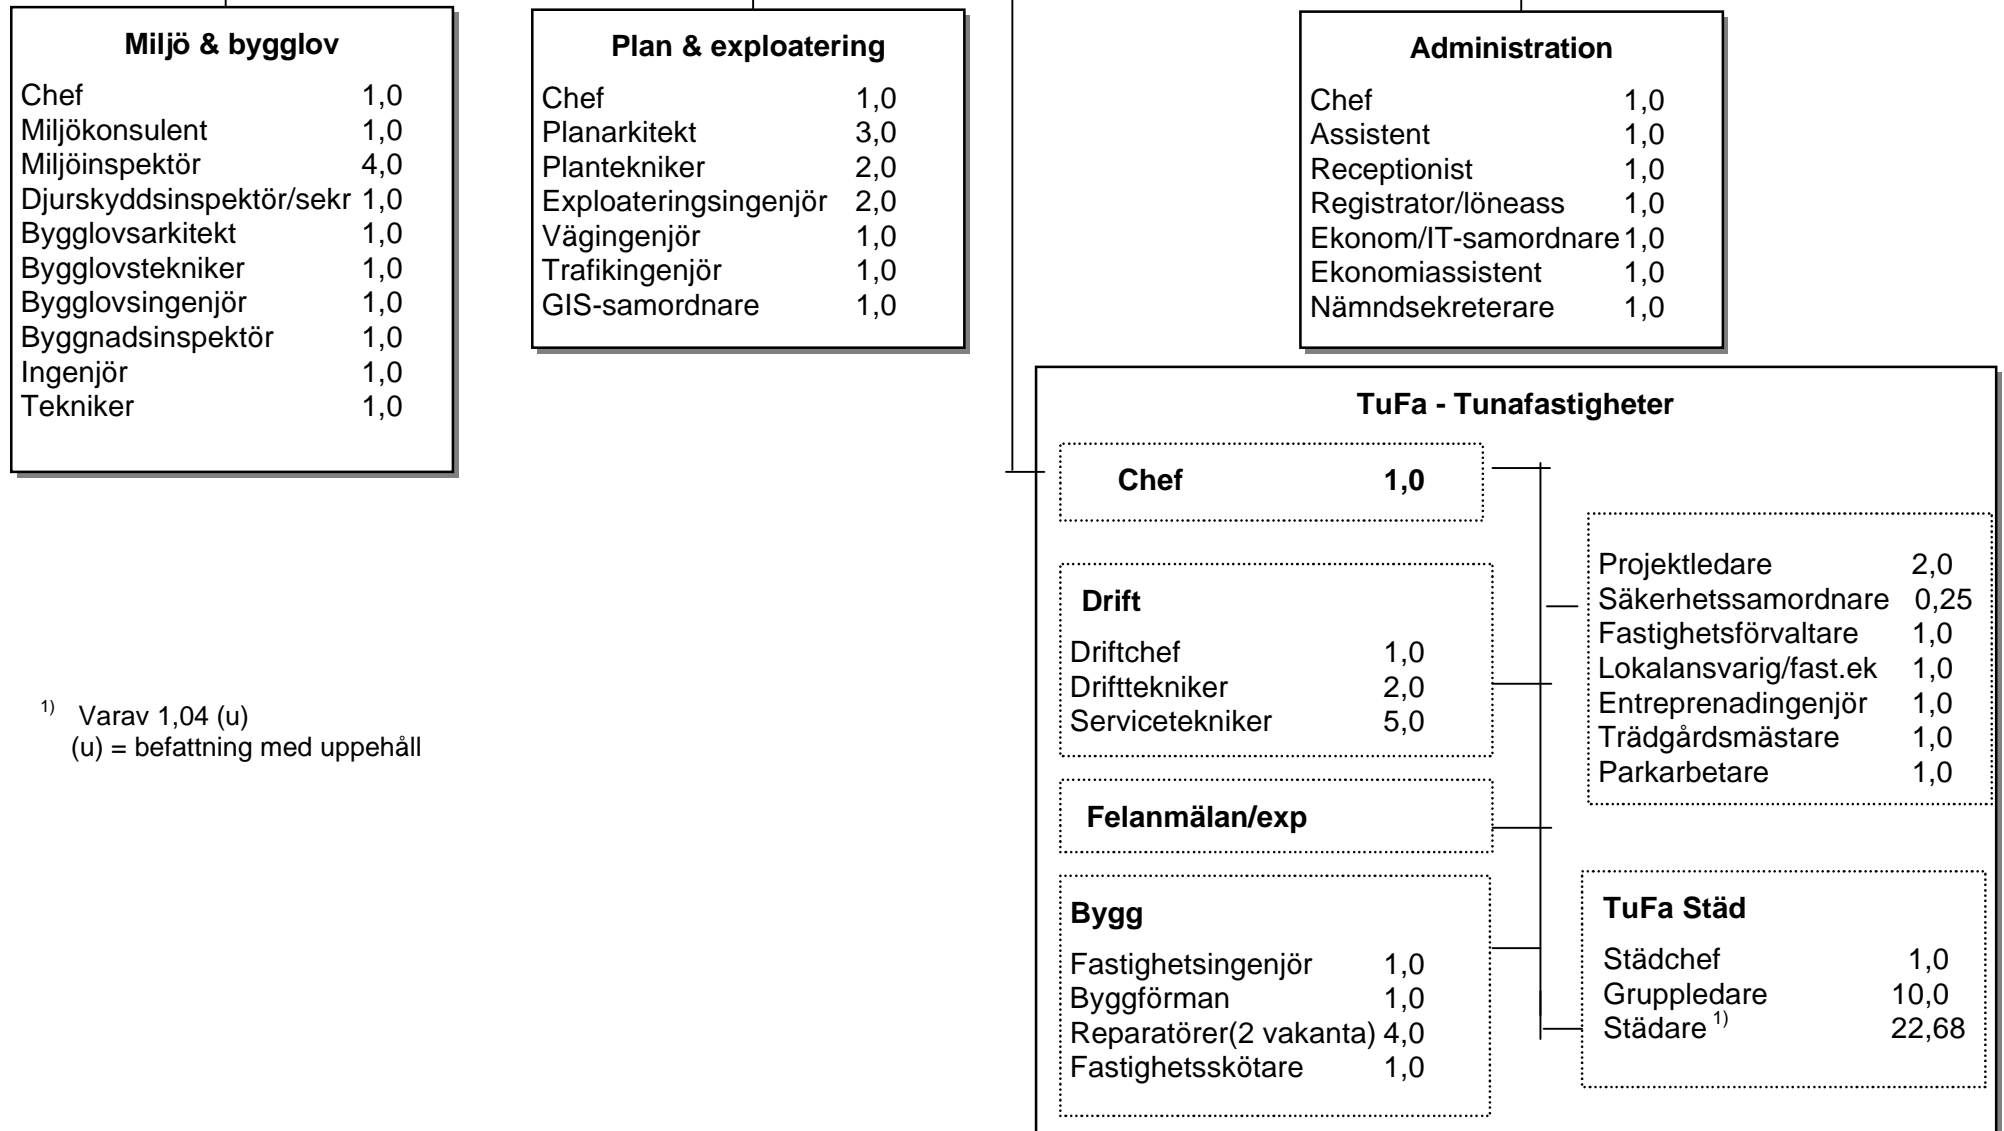 Miljö & bygglov
Chef 1,0
Miljökonsulent 1,0
Miljöinspektör 4,0
Djurskyddsinspektör/sekr 1,0
Bygglovsarkitekt 1,0
Bygglovstekniker 1,0
Bygglovsingenjör 1,0
Byggnadsinspektör 1,0
Ingenjör 1,0
Tekniker 1,0
Plan & exploatering
Chef 1,0
Planarkitekt 3,0
Plantekniker 2,0
Exploateringsingenjör 2,0
Vägingenjör 1,0
Trafikingenjör 1,0
GIS-samordnare 1,0
Administration
Chef 1,0
Assistent 1,0
Receptionist 1,0
Registrator/löneass 1,0
Ekonom/IT-samordnare 1,0
Ekonomiassistent 1,0
Nämndsekreterare 1,0
TuFa - Tunafastigheter
Chef 1,0
Drift
Driftchef 1,0
Drifttekniker 2,0
Servicetekniker 5,0
Felanmälan/exp
Bygg
Fastighetsingenjör 1,0
Byggförman 1,0
Reparatörer(2 vakanta) 4,0
Fastighetsskötare 1,0
Projektledare 2,0
Säkerhetssamordnare 0,25
Fastighetsförvaltare 1,0
Lokalansvarig/fast.ek 1,0
Entreprenadingenjör 1,0
Trädgårdsmästare 1,0
Parkarbetare 1,0
TuFa Städ
Städchef 1,0
Gruppledare 10,0
Städare 1) 22,68
1) Varav 1,04 (u)
(u) = befattning med uppehåll